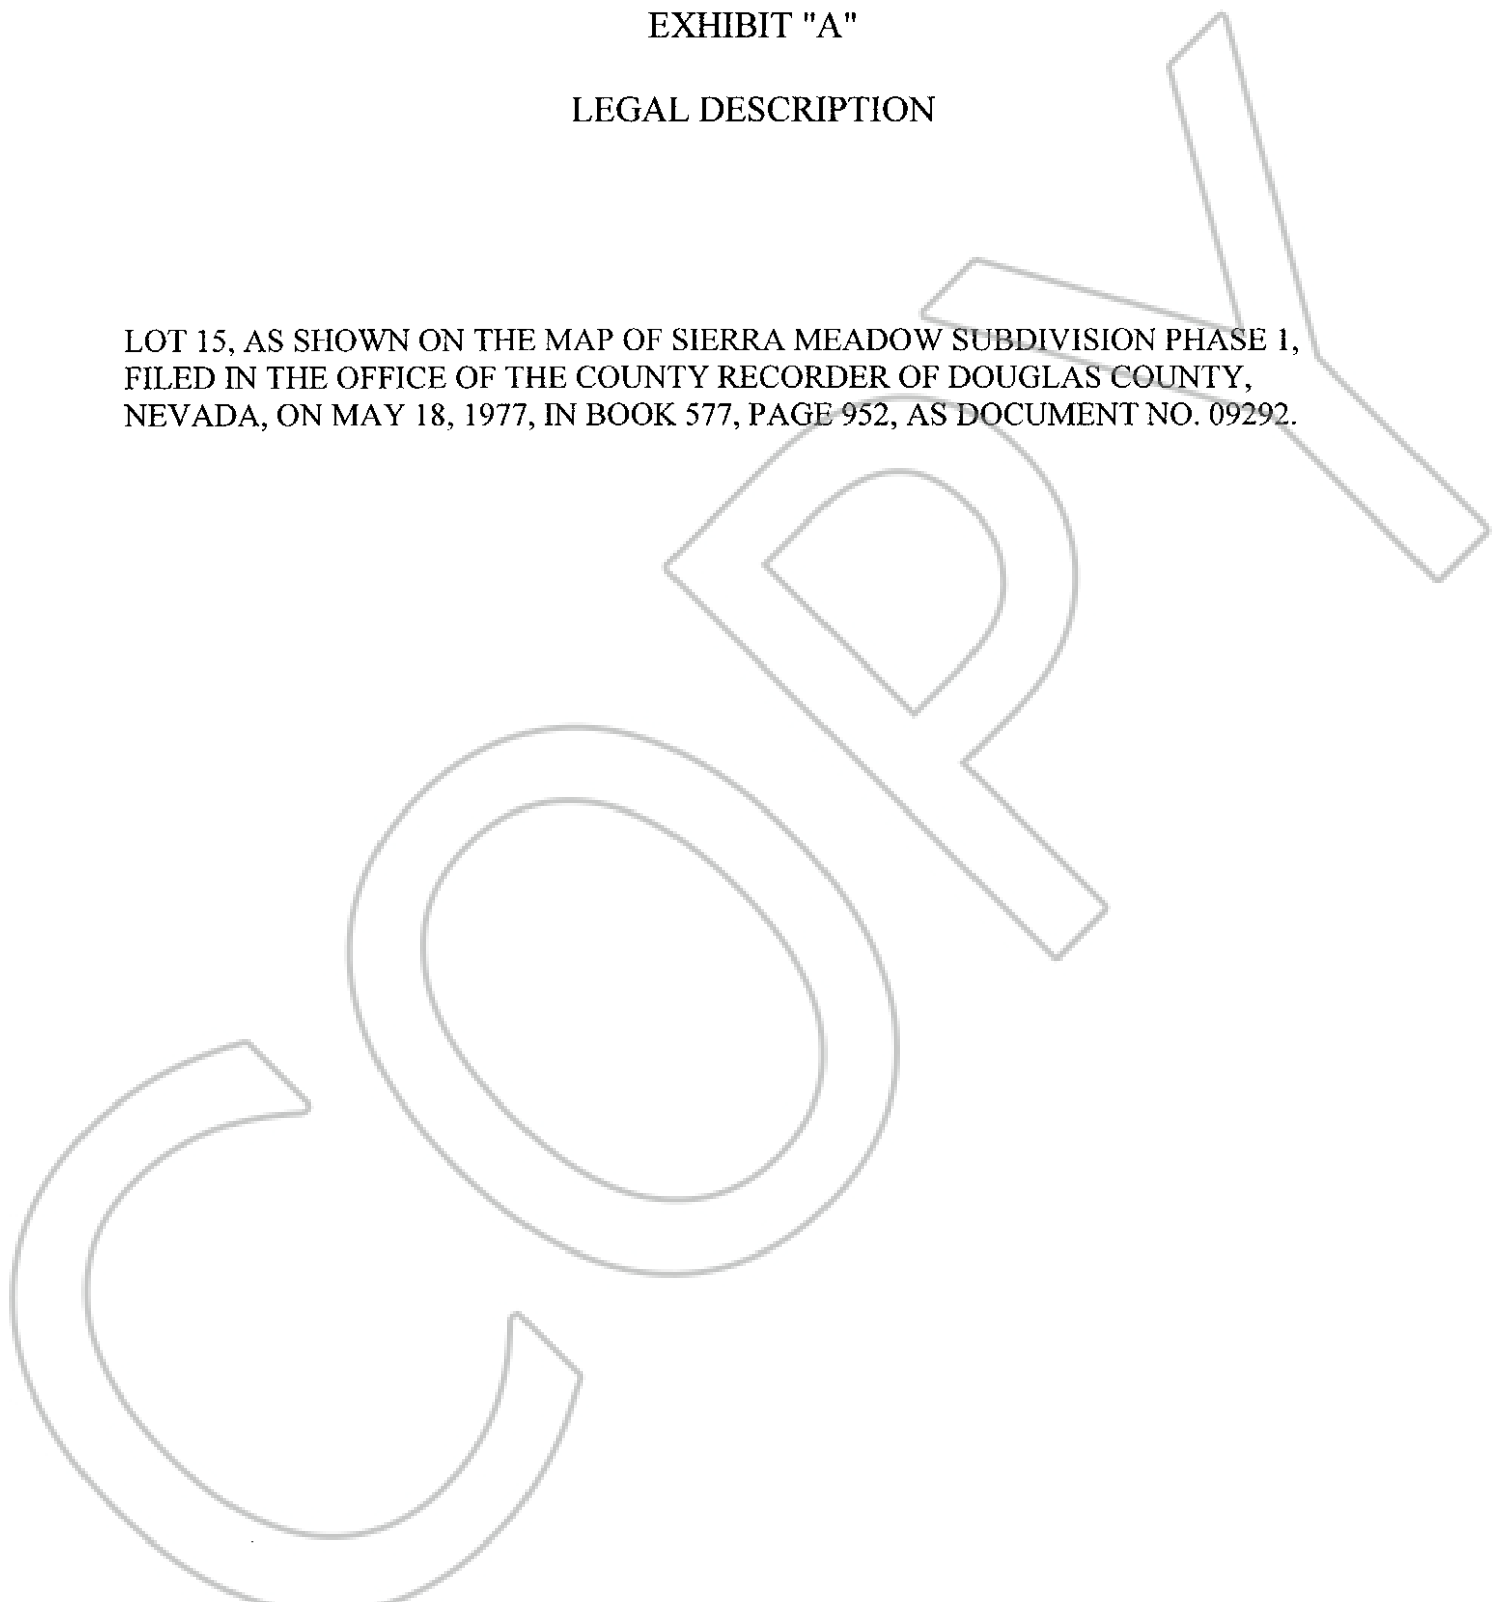 EXHIBIT "A"
LEGAL DESCRIPTION
LOT 15, AS SHOWN ON THE MAP OF SIERRA MEADOW SUBDIVISION PHASE 1,
FILED IN THE OFFICE OF THE COUNTY RECORDER OF DOUGLAS COUNTY,
NEVADA, ON MAY 18, 1977, IN BOOK 577, PAGE 952, AS DOCUMENT NO. 09292.
COPY